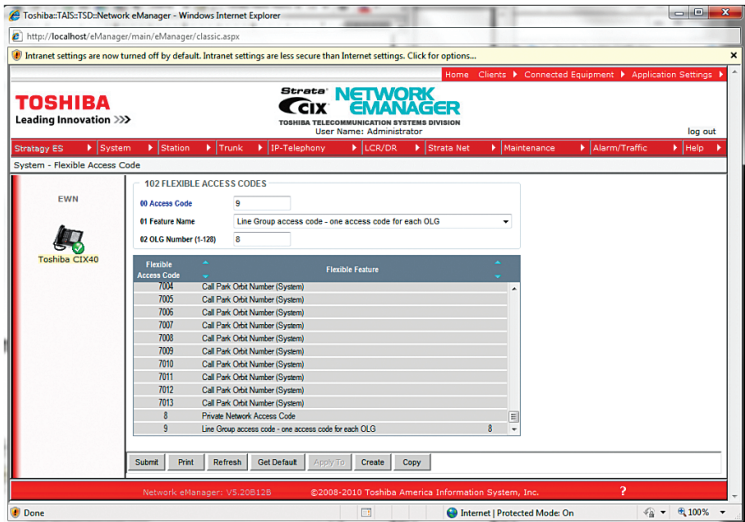 Toshiba::TAIS::TSD::Network eManager - Windows Internet Explorer
http://localhost/eManager/main/eManager/classic.aspx
Intranet settings are now turned off by default. Intranet settings are less secure than Internet settings. Click for options...
Home Clients Connected Equipment Application Settings
TOSHIBA
Leading Innovation >>>
Strata CIX NETWORK EMANAGER
TOSHIBA TELECOMMUNICATION SYSTEMS DIVISION
User Name: Administrator
log out
Stratagy ES System Station Trunk IP-Telephony LCR/DR Strata Net Maintenance Alarm/Traffic Help
System - Flexible Access Code
EWN
Toshiba CIX40
102 FLEXIBLE ACCESS CODES
00 Access Code 9
01 Feature Name Line Group access code - one access code for each OLG
02 OLG Number (1-128) 8
Flexible Access Code Flexible Feature
7004 Call Park Orbit Number (System)
7005 Call Park Orbit Number (System)
7006 Call Park Orbit Number (System)
7007 Call Park Orbit Number (System)
7008 Call Park Orbit Number (System)
7009 Call Park Orbit Number (System)
7010 Call Park Orbit Number (System)
7011 Call Park Orbit Number (System)
7012 Call Park Orbit Number (System)
7013 Call Park Orbit Number (System)
8 Private Network Access Code
9 Line Group access code - one access code for each OLG 8
Submit Print Refresh Get Default Apply To Create Copy
Network eManager: V5.20B12B ©2008-2010 Toshiba America Information System, Inc. ?
Done Internet | Protected Mode: On 100%